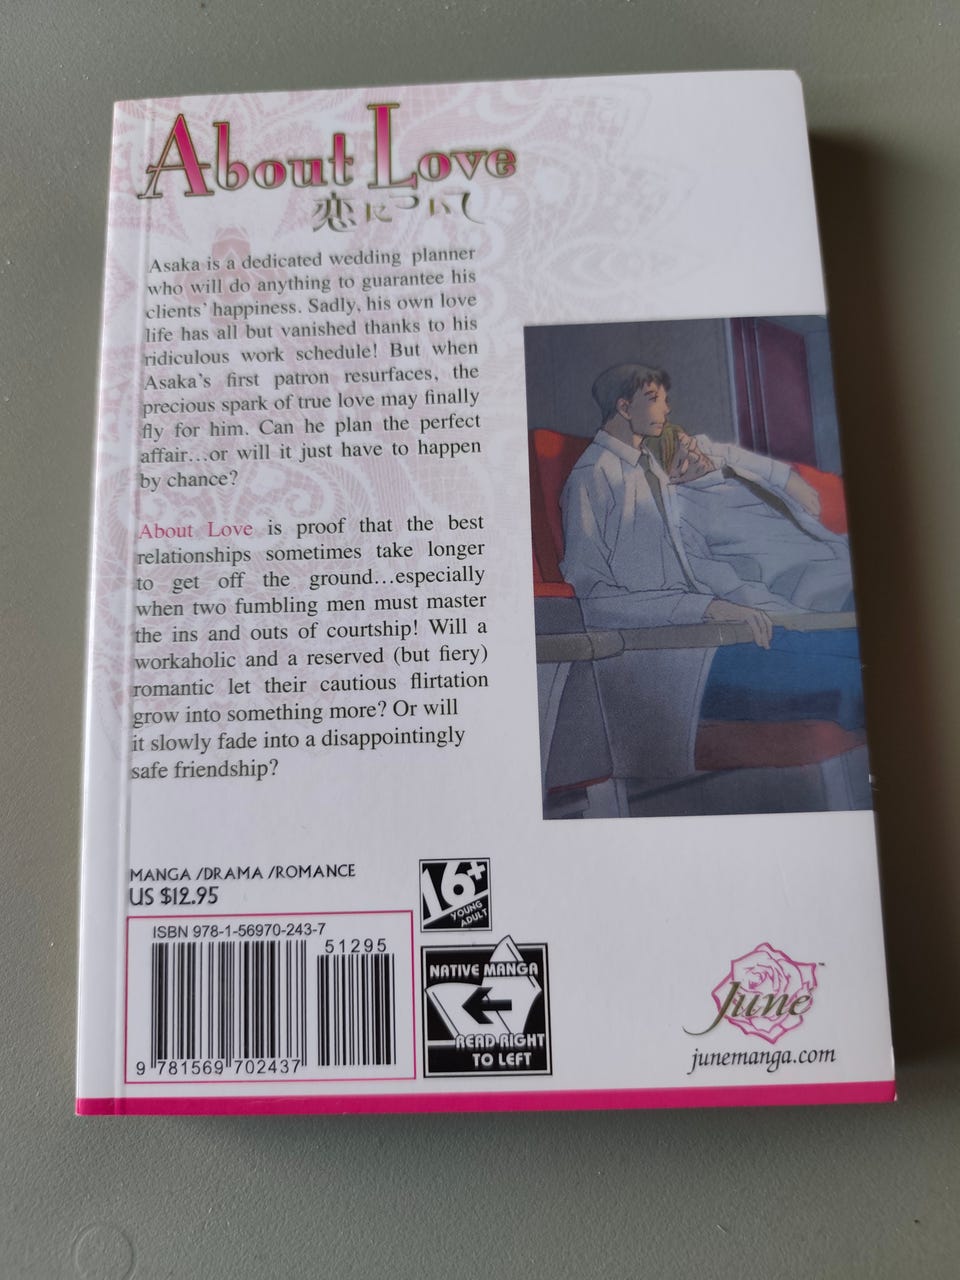 About Love
恋について
Asaka is a dedicated wedding planner
who will do anything to guarantee his
clients' happiness. Sadly, his own love
life has all but vanished thanks to his
ridiculous work schedule! But when
Asaka's first patron resurfaces, the
precious spark of true love may finally
fly for him. Can he plan the perfect
affair...or will it just have to happen
by chance?
About Love is proof that the best
relationships sometimes take longer
to get off the ground...especially
when two fumbling men must master
the ins and outs of courtship! Will a
workaholic and a reserved (but fiery)
romantic let their cautious flirtation
grow into something more? Or will
it slowly fade into a disappointingly
safe friendship?
MANGA /DRAMA /ROMANCE
US $12.95
ISBN 978-1-56970-243-7
51295
9 781569 702437
16+
YOUNG
ADULT
NATIVE MANGA
READ RIGHT
TO LEFT
June™
junemanga.com